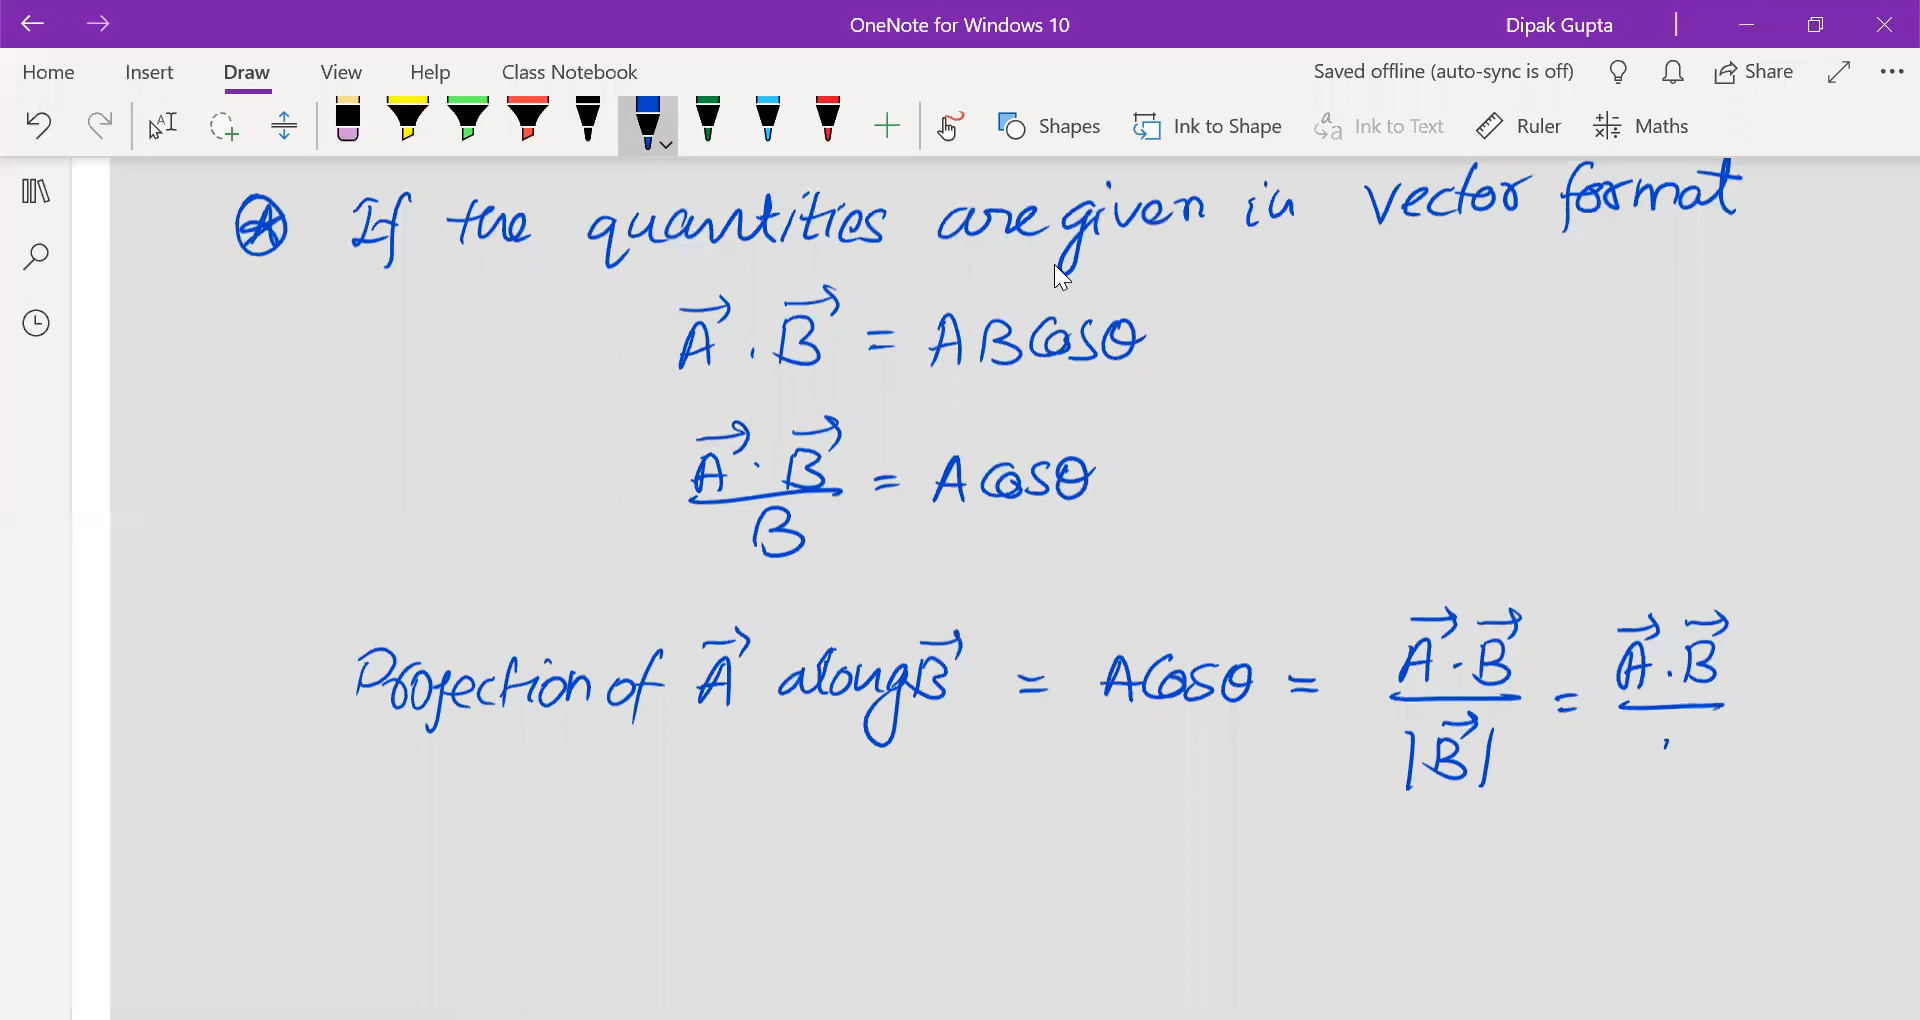 OneNote for Windows 10
Dipak Gupta
Home Insert Draw View Help Class Notebook
Saved offline (auto-sync is off) Share
Shapes Ink to Shape Ink to Text Ruler Maths
If the quantities are given in vector format
A⃗ . B⃗ = A B Cosθ
A⃗ . B⃗ / B = A Cosθ
Projection of A⃗ along B⃗ = A Cosθ = A⃗ . B⃗ / |B⃗| = A⃗ . B⃗